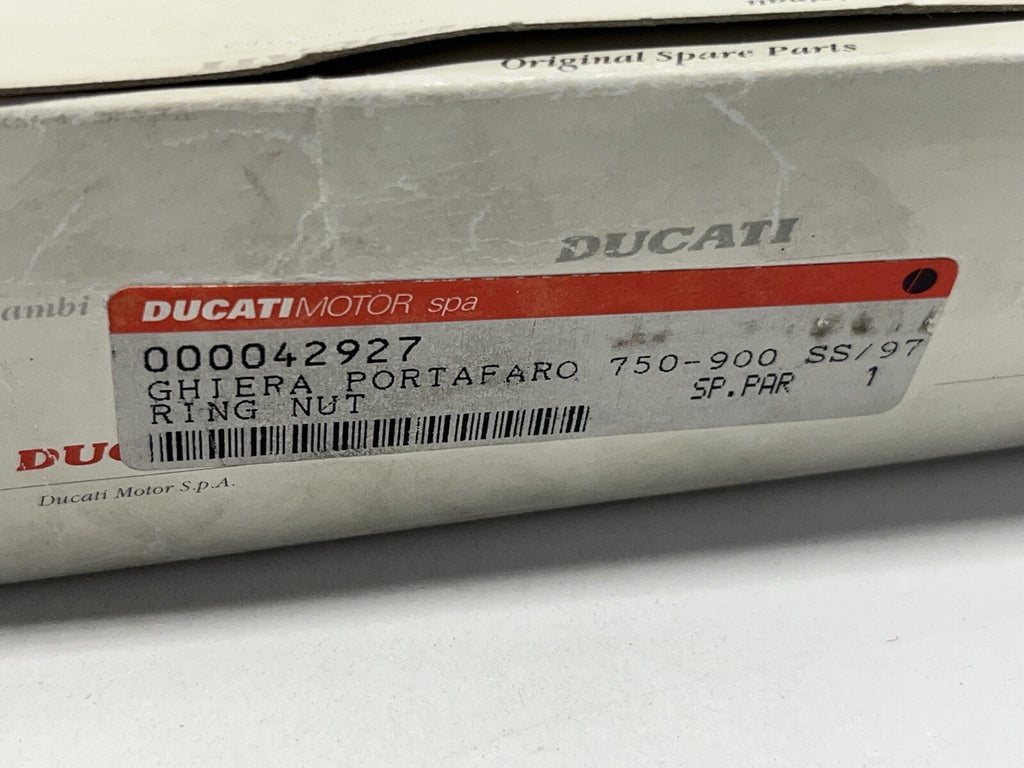 Original Spare Parts
DUCATI
ambi
DUCATIMOTOR spa
000042927
GHIERA PORTAFARO 750-900 SS/97
RING NUT SP.PAR 1
DUC
Ducati Motor S.p.A.